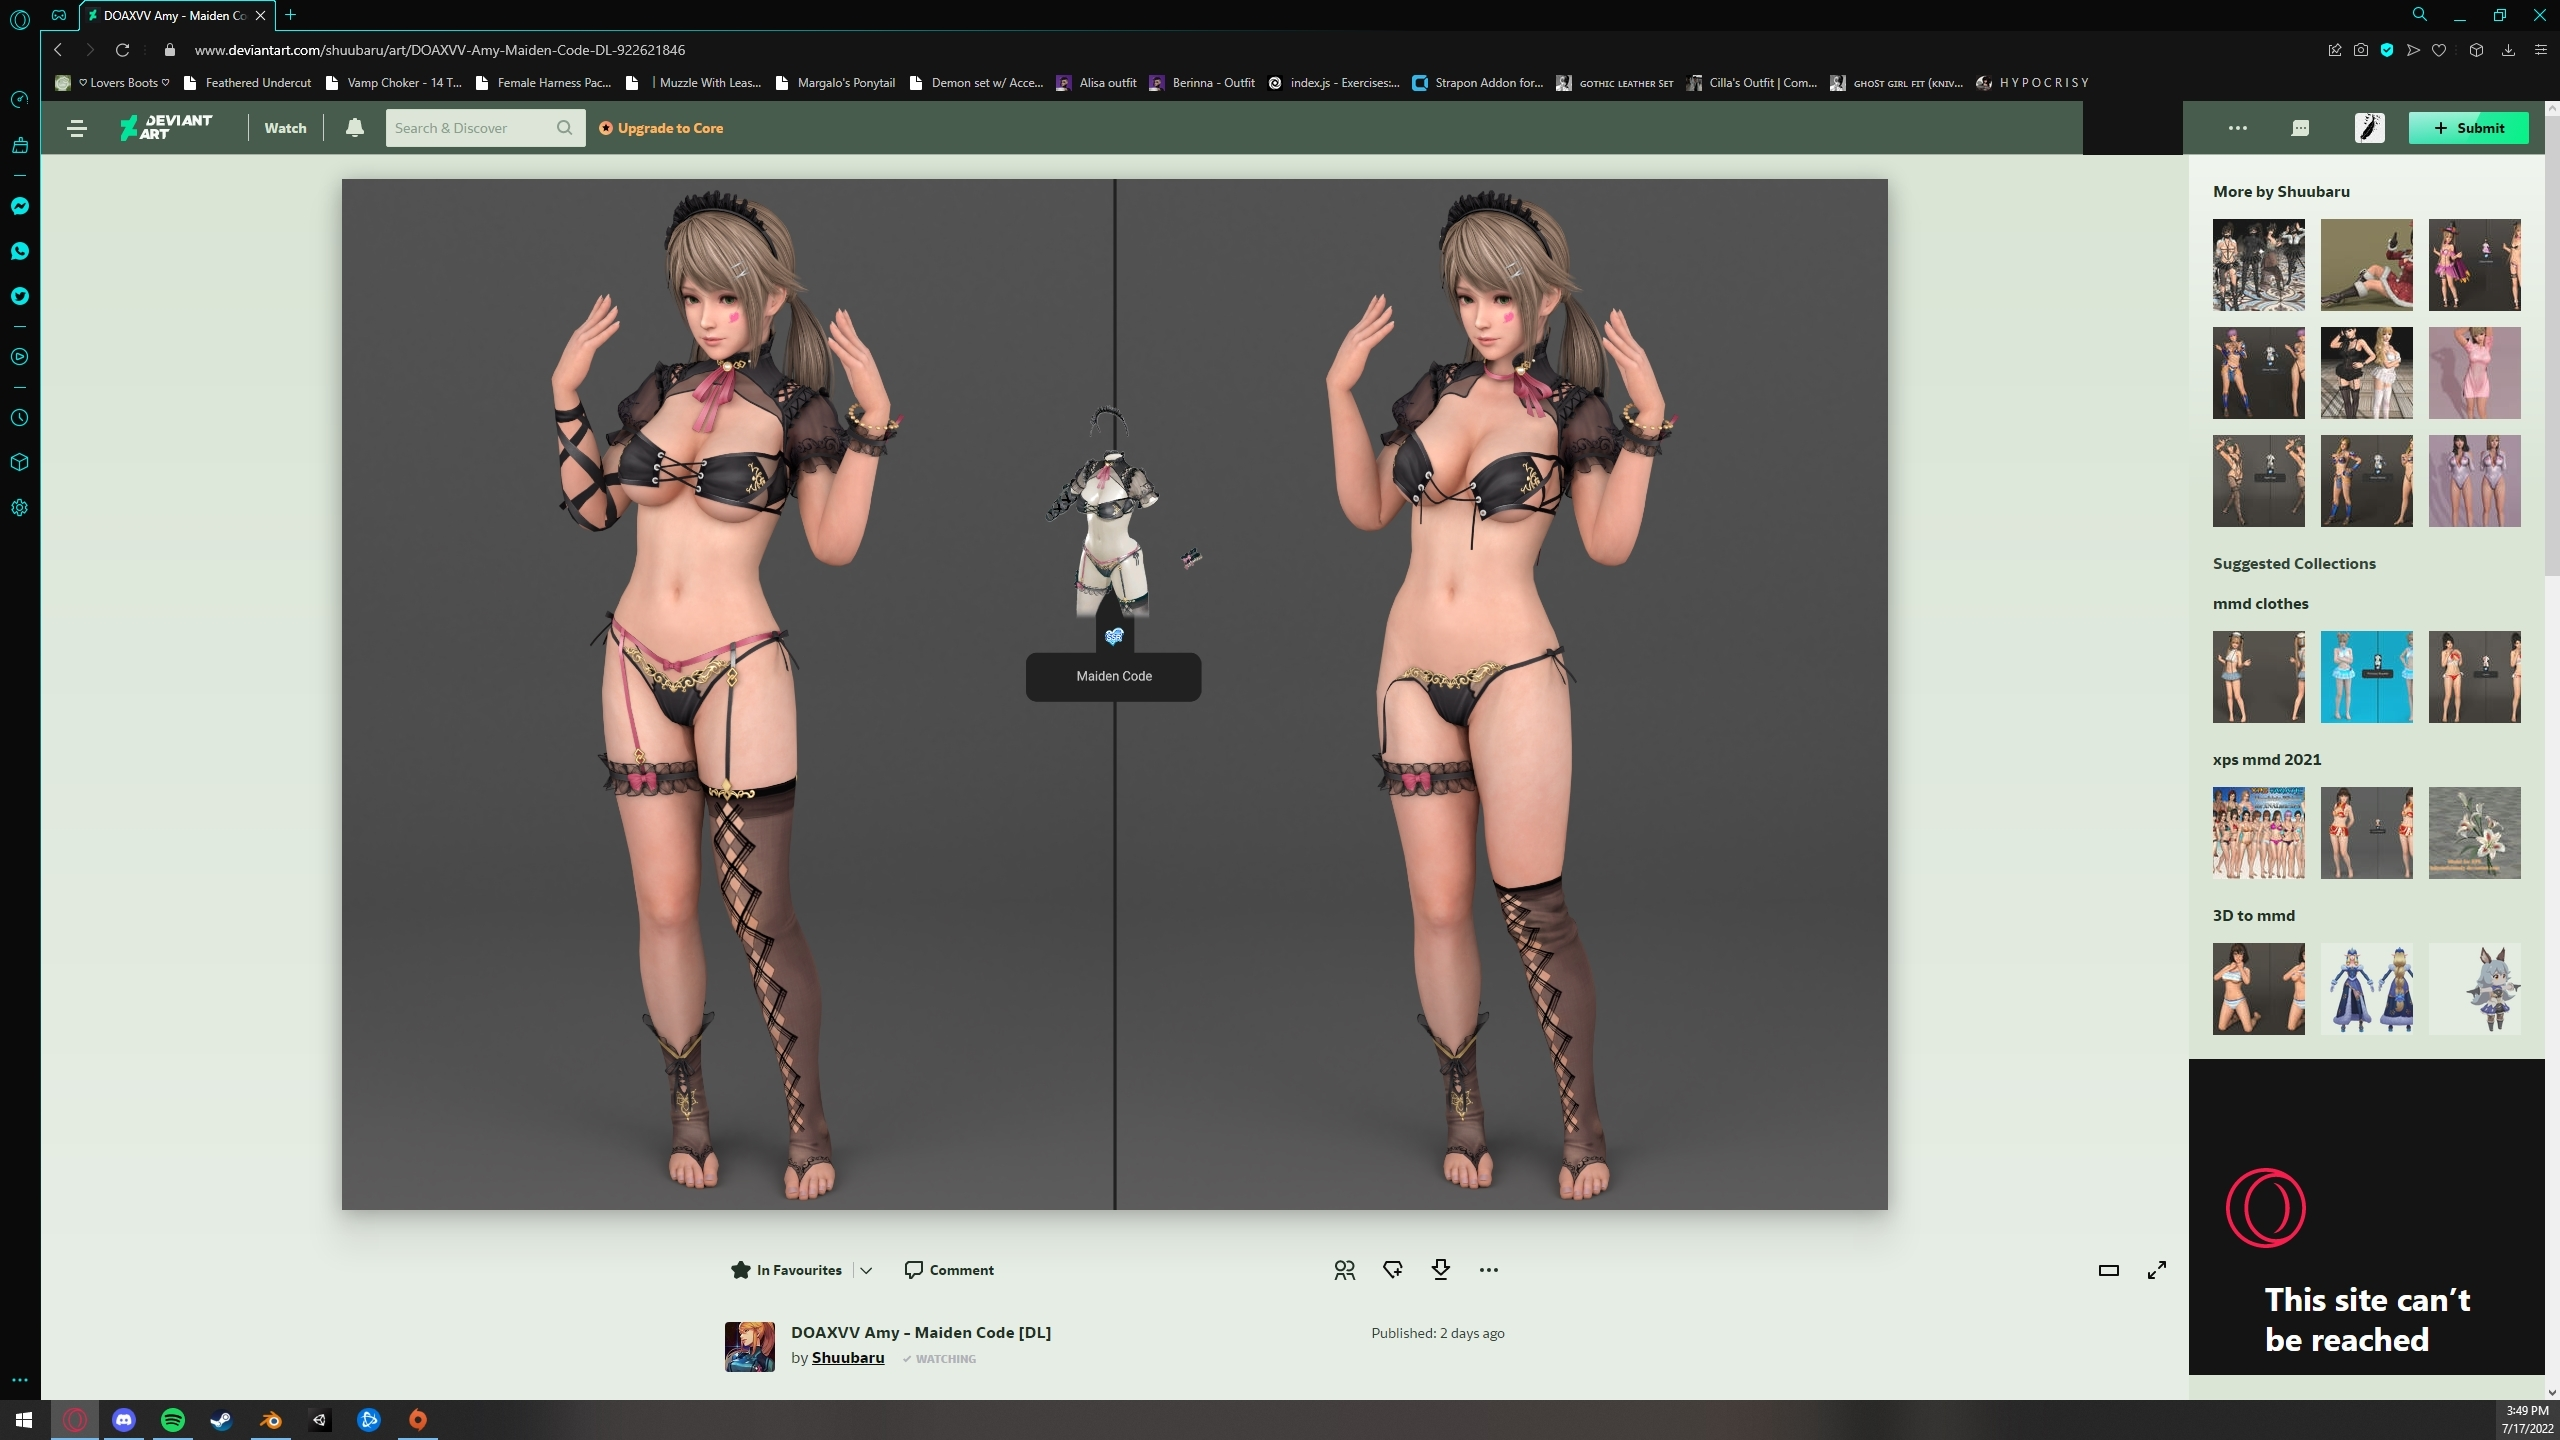 DOAXVV Amy - Maiden Co
www.deviantart.com/shuubaru/art/DOAXVV-Amy-Maiden-Code-DL-922621846
♡ Lovers Boots ♡
Feathered Undercut
Vamp Choker - 14 T...
Female Harness Pac...
| Muzzle With Leas...
Margalo's Ponytail
Demon set w/ Acce...
Alisa outfit
Berinna - Outfit
index.js - Exercises:...
Strapon Addon for...
GOTHIC LEATHER SET
Cilla's Outfit | Com...
GHOST GIRL FIT (KNIV...
H Y P O C R I S Y
DEVIANT
ART
Watch
Search & Discover
Upgrade to Core
+ Submit
Maiden Code
SSR
More by Shuubaru
Suggested Collections
mmd clothes
xps mmd 2021
3D to mmd
This site can't
be reached
In Favourites
Comment
DOAXVV Amy - Maiden Code [DL]
Published: 2 days ago
by Shuubaru
✓ WATCHING
3:49 PM
7/17/2022